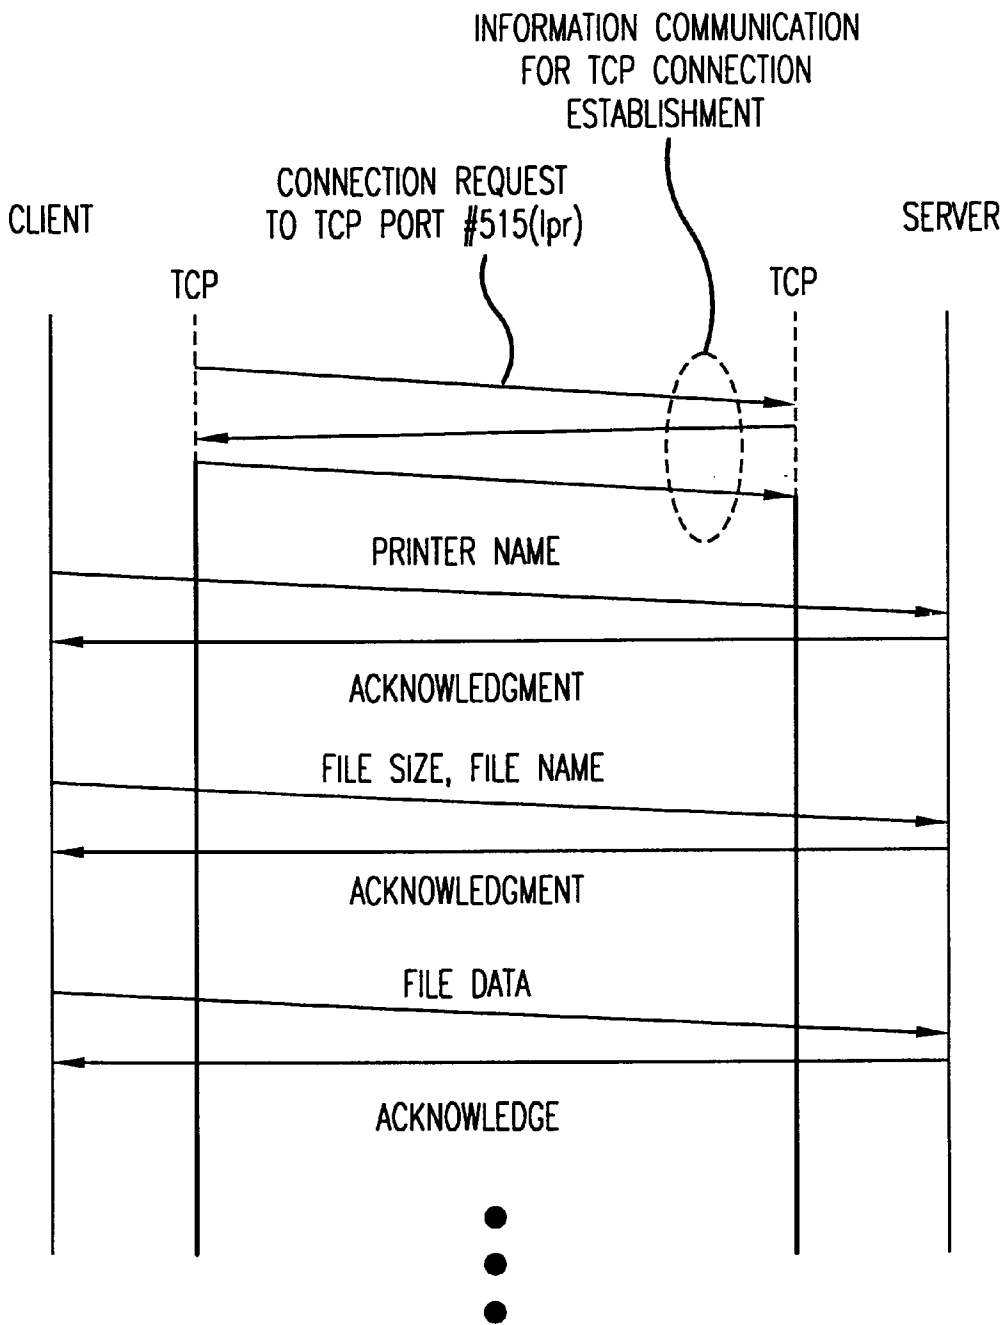 INFORMATION COMMUNICATION
FOR TCP CONNECTION
ESTABLISHMENT
CONNECTION REQUEST
TO TCP PORT #515(lpr)
CLIENT
SERVER
TCP
TCP
PRINTER NAME
ACKNOWLEDGMENT
FILE SIZE, FILE NAME
ACKNOWLEDGMENT
FILE DATA
ACKNOWLEDGE